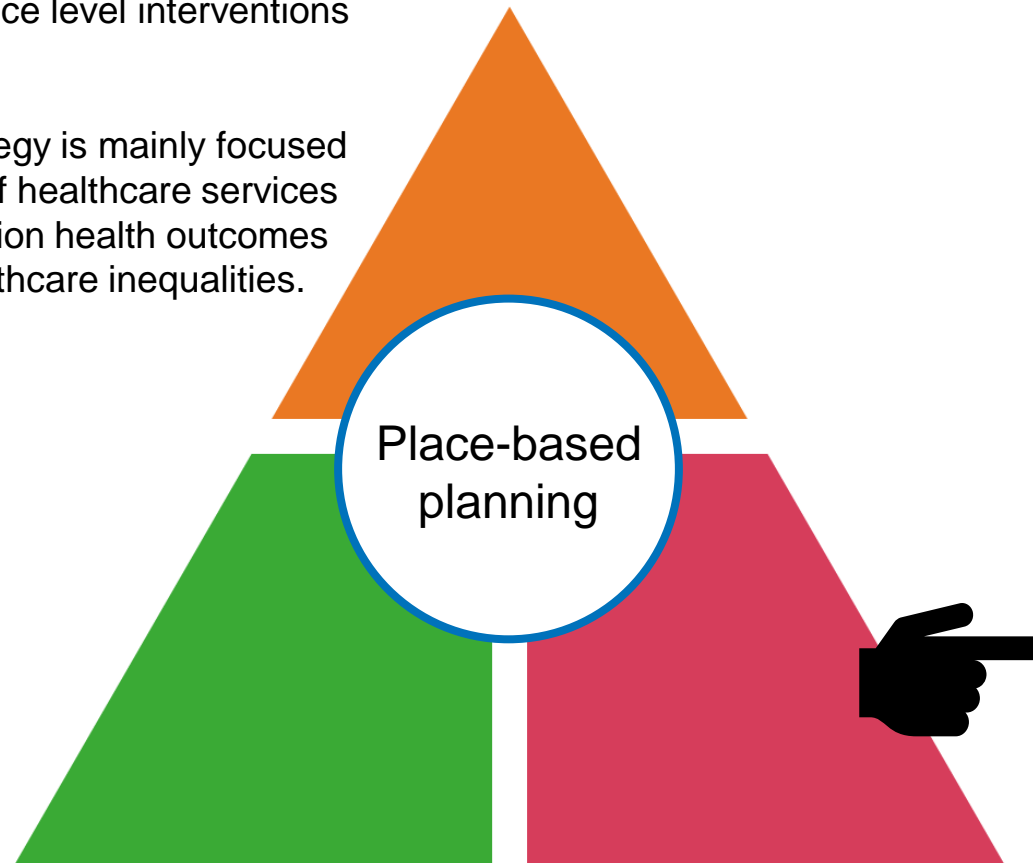 ce level interventions
egy is mainly focused
f healthcare services
ion health outcomes
thcare inequalities.
Place-based
planning